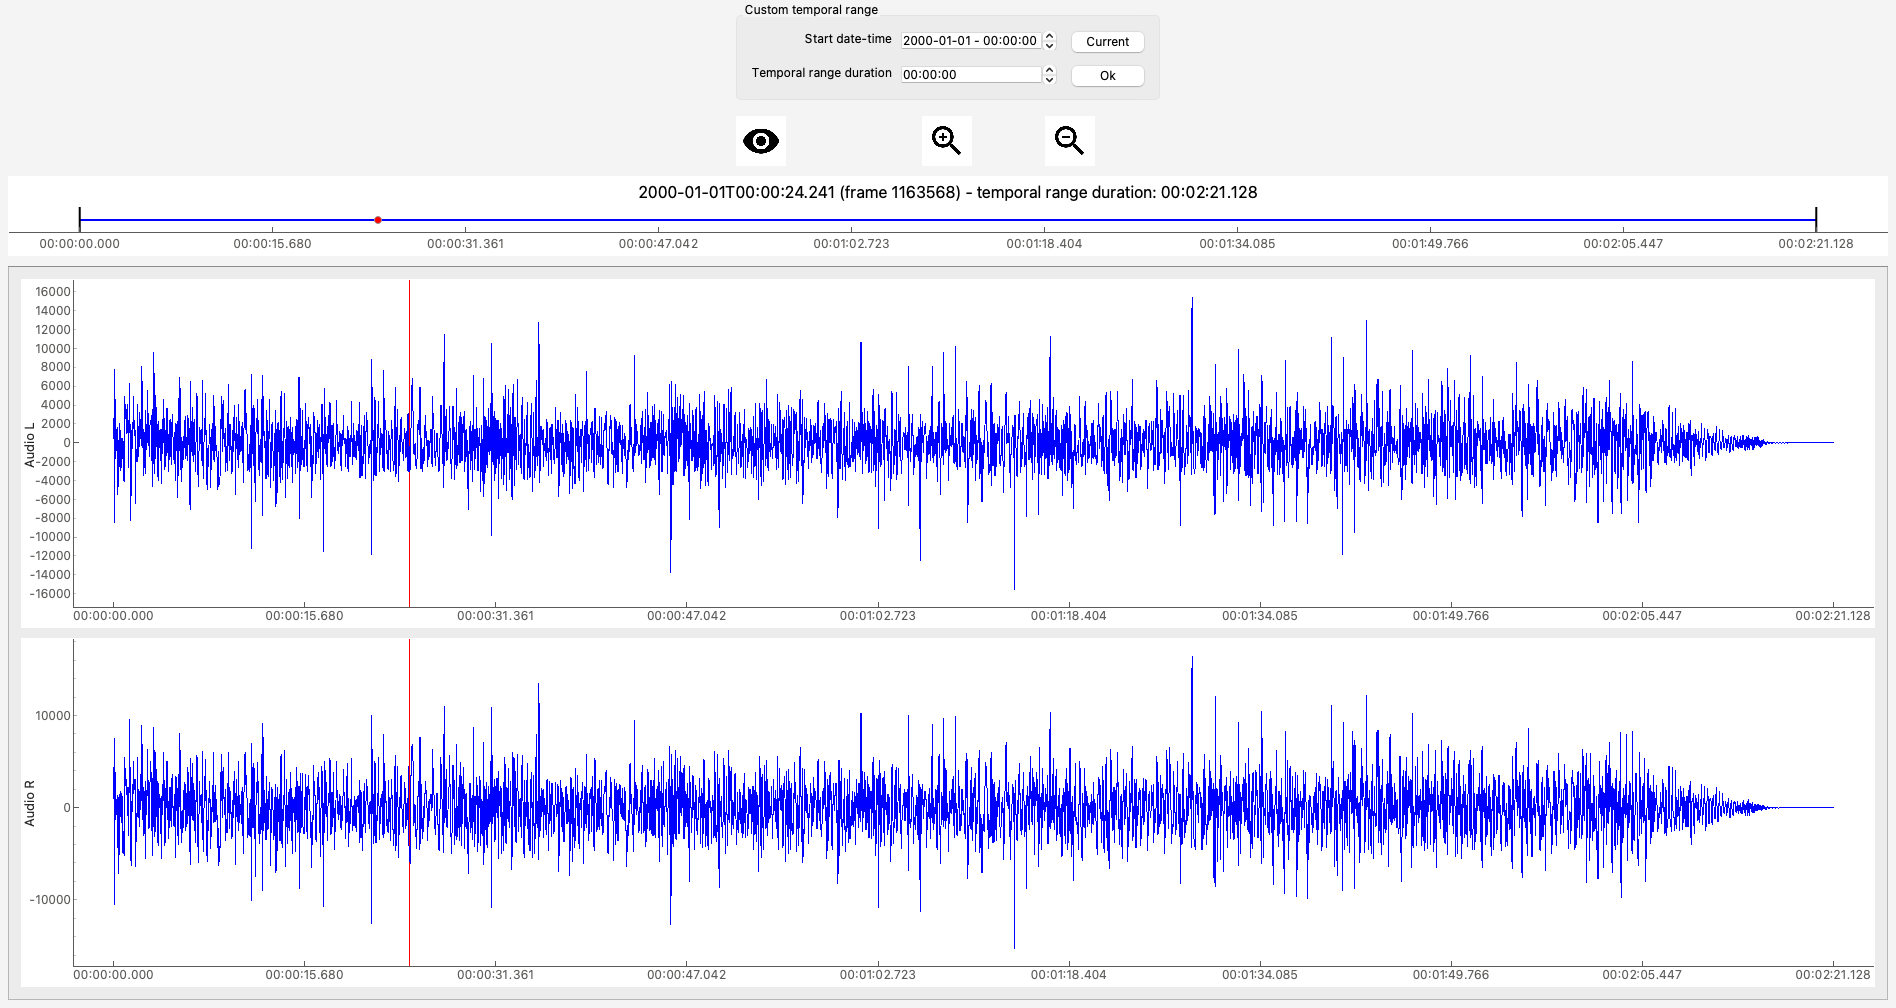 Custom temporal range
Start date-time 2000-01-01 - 00:00:00 Current
Temporal range duration 00:00:00 Ok
2000-01-01T00:00:24.241 (frame 1163568) - temporal range duration: 00:02:21.128
00:00:00.000 00:00:15.680 00:00:31.361 00:00:47.042 00:01:02.723 00:01:18.404 00:01:34.085 00:01:49.766 00:02:05.447 00:02:21.128
16000
14000
12000
10000
8000
6000
4000
2000
0
-2000
-4000
-6000
-8000
-10000
-12000
-14000
-16000
Audio L
00:00:00.000 00:00:15.680 00:00:31.361 00:00:47.042 00:01:02.723 00:01:18.404 00:01:34.085 00:01:49.766 00:02:05.447 00:02:21.128
10000
0
-10000
Audio R
00:00:00.000 00:00:15.680 00:00:31.361 00:00:47.042 00:01:02.723 00:01:18.404 00:01:34.085 00:01:49.766 00:02:05.447 00:02:21.128